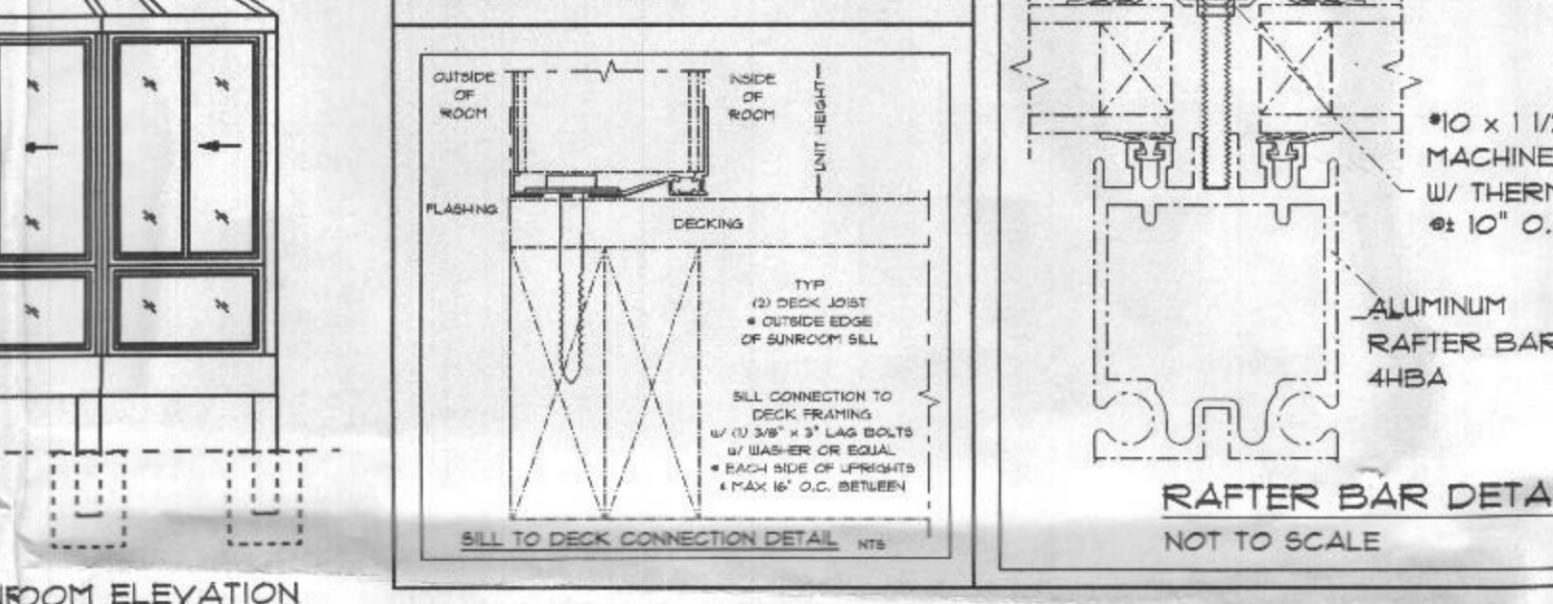 OUTSIDE
OF
ROOM
INSIDE
OF
ROOM
UNIT HEIGHT
FLASHING
DECKING
TYP
(2) DECK JOIST
@ OUTSIDE EDGE
OF SUNROOM SILL
SILL CONNECTION TO
DECK FRAMING
W/ (1) 3/8" x 3" LAG BOLTS
W/ WASHER OR EQUAL
@ EACH SIDE OF UPRIGHTS
& MAX 16" O.C. BETWEEN
SILL TO DECK CONNECTION DETAIL NTS
ROOM ELEVATION
#10 x 1 1/
MACHINE
W/ THERM
@± 10" O.
ALUMINUM
RAFTER BAR
4HBA
RAFTER BAR DETA
NOT TO SCALE